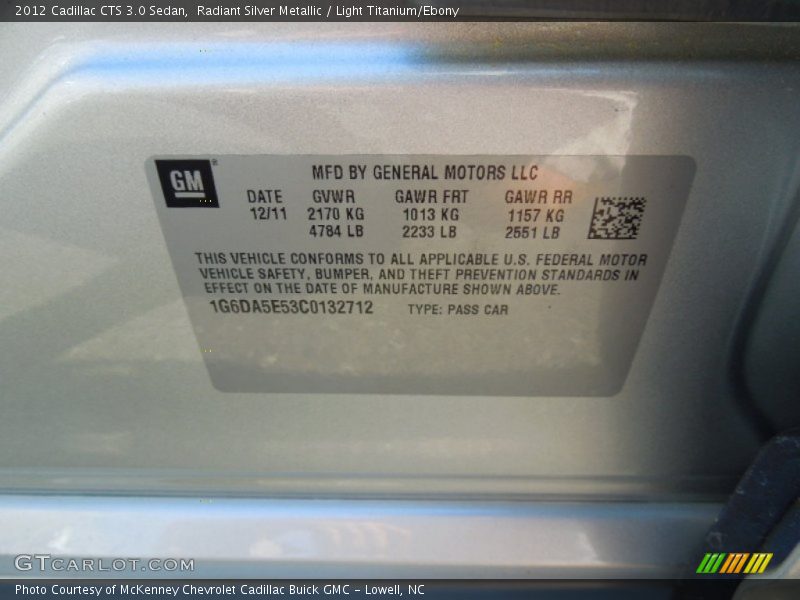 2012 Cadillac CTS 3.0 Sedan, Radiant Silver Metallic / Light Titanium/Ebony
GM®
MFD BY GENERAL MOTORS LLC
DATE GVWR GAWR FRT GAWR RR
12/11 2170 KG 1013 KG 1157 KG
4784 LB 2233 LB 2551 LB
THIS VEHICLE CONFORMS TO ALL APPLICABLE U.S. FEDERAL MOTOR
VEHICLE SAFETY, BUMPER, AND THEFT PREVENTION STANDARDS IN
EFFECT ON THE DATE OF MANUFACTURE SHOWN ABOVE.
1G6DA5E53C0132712 TYPE: PASS CAR
GTCARLOT.COM
Photo Courtesy of McKenney Chevrolet Cadillac Buick GMC - Lowell, NC